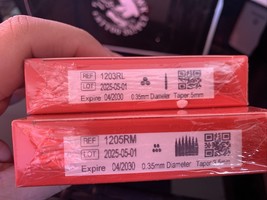 REF 1203RL
LOT 2025-05-01
Expire 04/2030 0.35mm Diameter Taper 5mm
REF 1205RM
LOT 2025-05-01
Expire 04/2030 0.35mm Diameter Taper